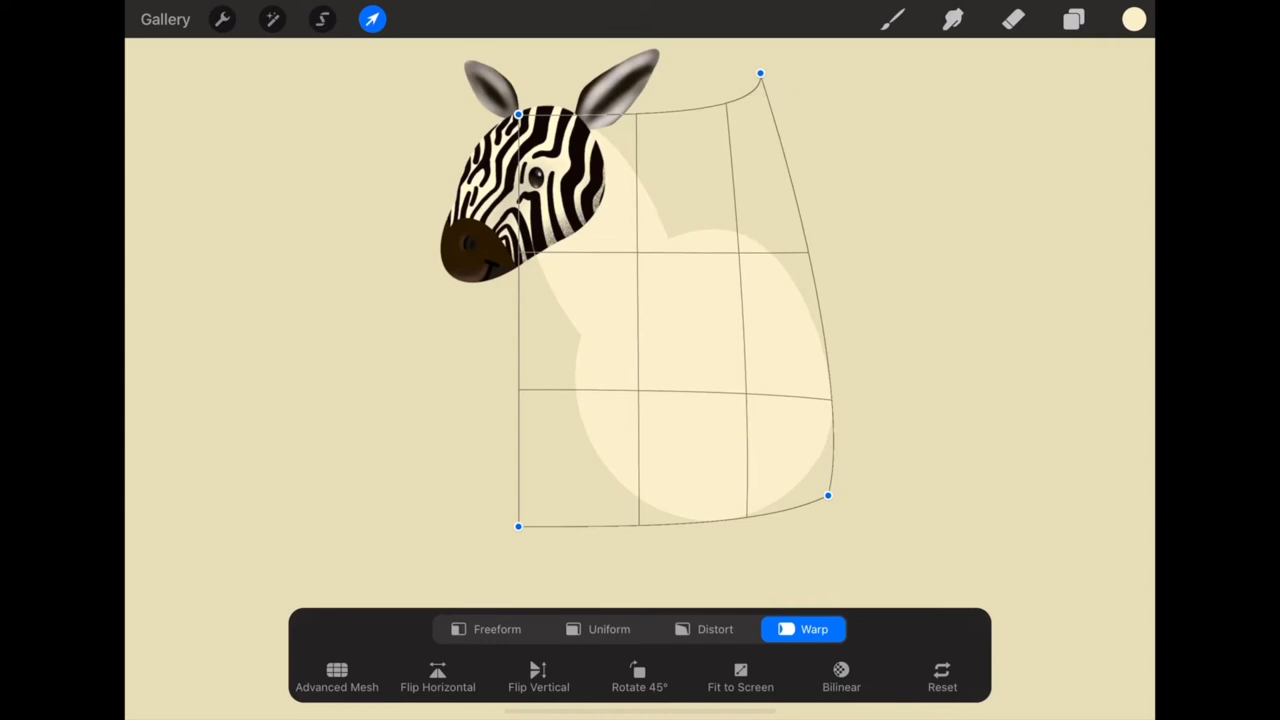 Gallery
Freeform Uniform Distort Warp
Advanced Mesh Flip Horizontal Flip Vertical Rotate 45° Fit to Screen Bilinear Reset